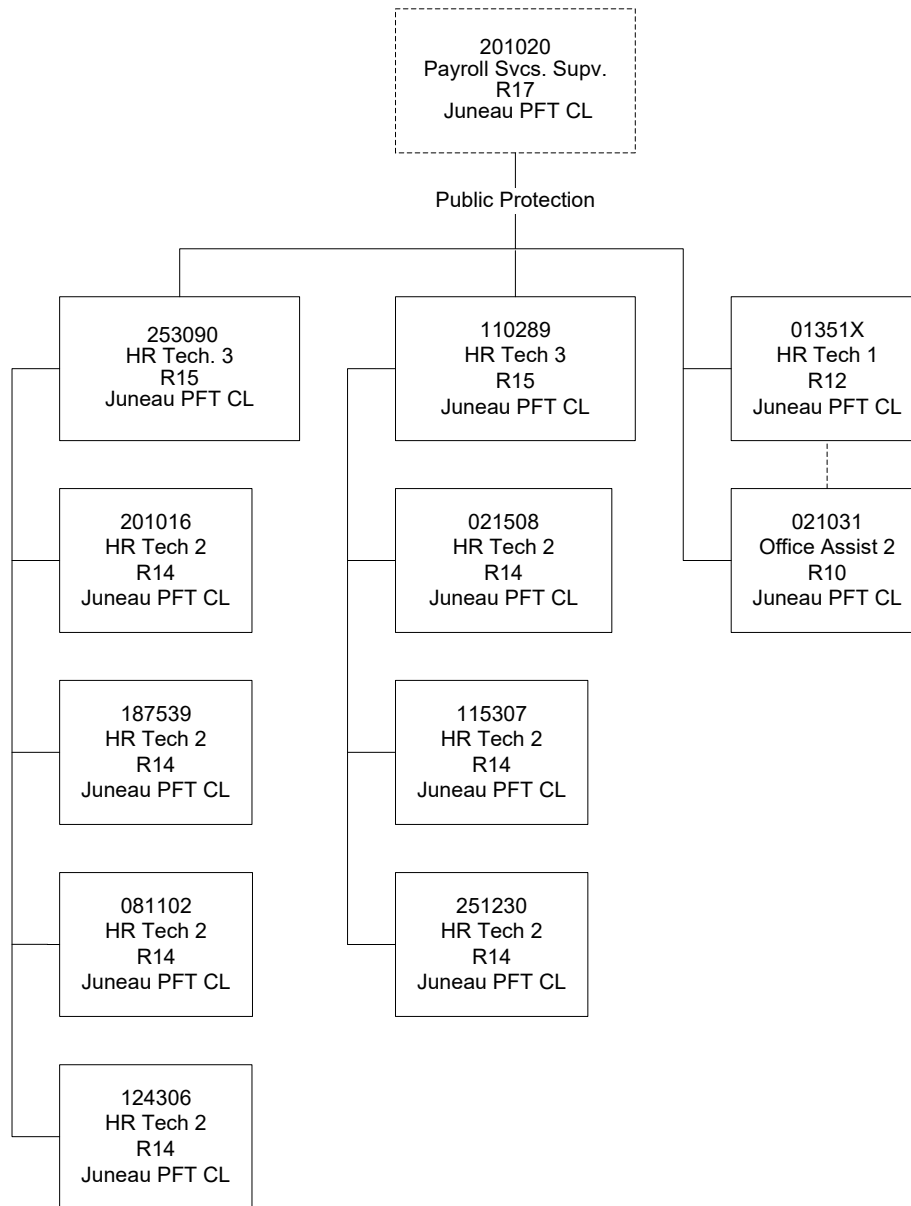 201020
Payroll Svcs. Supv.
R17
Juneau PFT CL
Public Protection
253090
HR Tech. 3
R15
Juneau PFT CL
110289
HR Tech 3
R15
Juneau PFT CL
01351X
HR Tech 1
R12
Juneau PFT CL
201016
HR Tech 2
R14
Juneau PFT CL
021508
HR Tech 2
R14
Juneau PFT CL
021031
Office Assist 2
R10
Juneau PFT CL
187539
HR Tech 2
R14
Juneau PFT CL
115307
HR Tech 2
R14
Juneau PFT CL
081102
HR Tech 2
R14
Juneau PFT CL
251230
HR Tech 2
R14
Juneau PFT CL
124306
HR Tech 2
R14
Juneau PFT CL